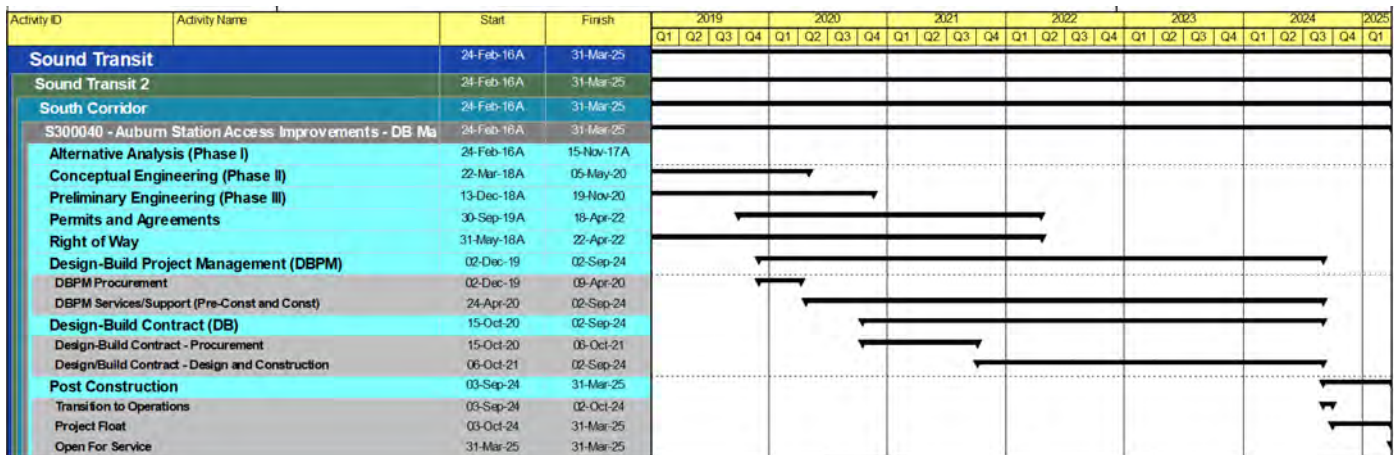 Activity ID Activity Name Start Finish 2019 2020 2021 2022 2023 2024 2025
Q1 Q2 Q3 Q4 Q1 Q2 Q3 Q4 Q1 Q2 Q3 Q4 Q1 Q2 Q3 Q4 Q1 Q2 Q3 Q4 Q1 Q2 Q3 Q4 Q1
Sound Transit 24-Feb-16A 31-Mar-25
Sound Transit 2 24-Feb-16A 31-Mar-25
South Corridor 24-Feb-16A 31-Mar-25
S300040 - Auburn Station Access Improvements - DB Ma 24-Feb-16A 31-Mar-25
Alternative Analysis (Phase I) 24-Feb-16A 15-Nov-17A
Conceptual Engineering (Phase II) 22-Mar-18A 05-May-20
Preliminary Engineering (Phase III) 13-Dec-18A 19-Nov-20
Permits and Agreements 30-Sep-19A 18-Apr-22
Right of Way 31-May-18A 22-Apr-22
Design-Build Project Management (DBPM) 02-Dec-19 02-Sep-24
DBPM Procurement 02-Dec-19 09-Apr-20
DBPM Services/Support (Pre-Const and Const) 24-Apr-20 02-Sep-24
Design-Build Contract (DB) 15-Oct-20 02-Sep-24
Design-Build Contract - Procurement 15-Oct-20 06-Oct-21
Design/Build Contract - Design and Construction 06-Oct-21 02-Sep-24
Post Construction 03-Sep-24 31-Mar-25
Transition to Operations 03-Sep-24 02-Oct-24
Project Float 03-Oct-24 31-Mar-25
Open For Service 31-Mar-25 31-Mar-25